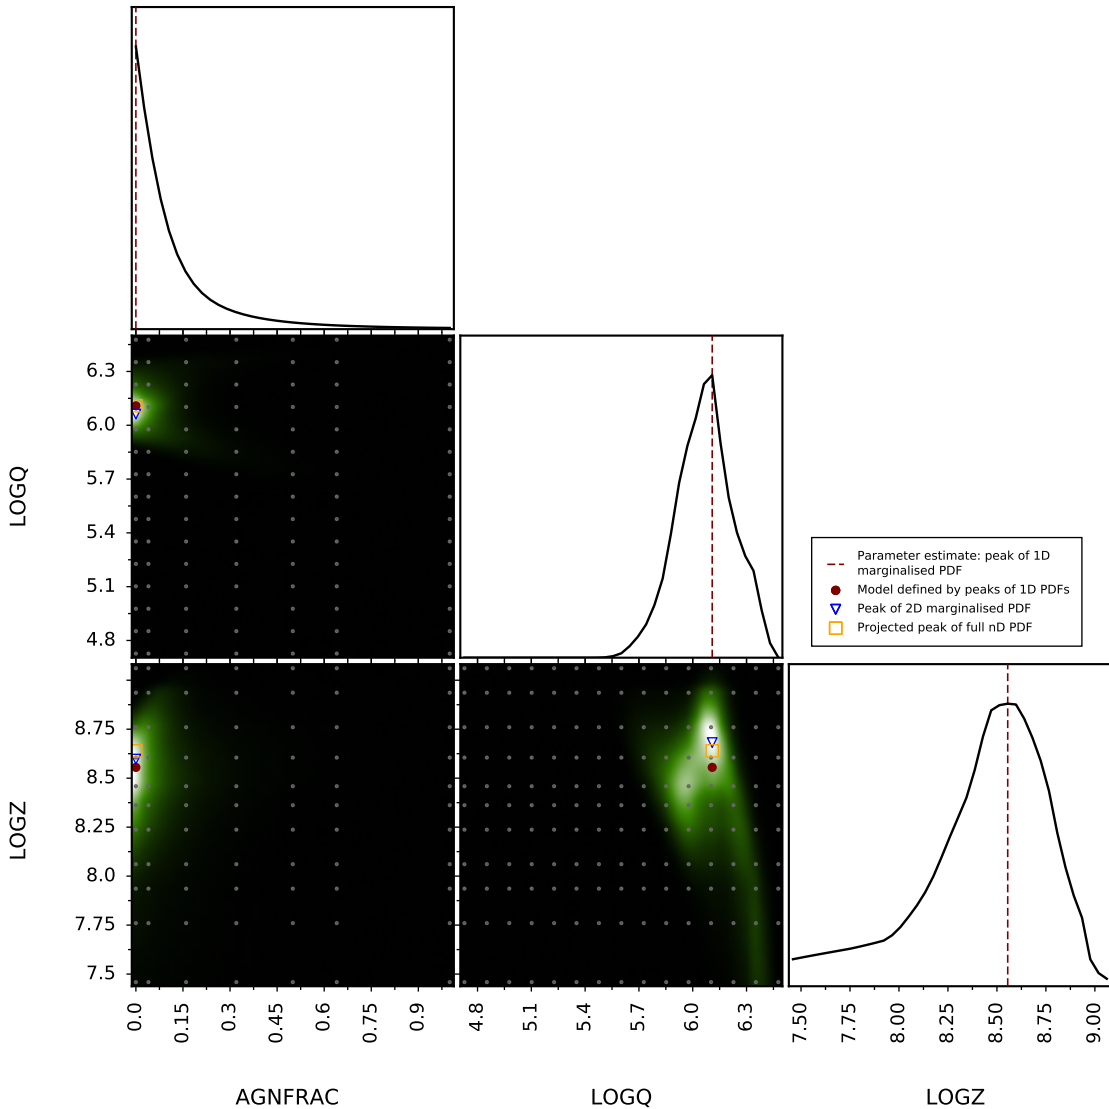 6.3
6.0
5.7
5.4
5.1
4.8
LOGQ
Parameter estimate: peak of 1D
marginalised PDF
Model defined by peaks of 1D PDFs
Peak of 2D marginalised PDF
Projected peak of full nD PDF
8.75
8.5
8.25
8.0
7.75
7.5
LOGZ
0.0 0.15 0.3 0.45 0.6 0.75 0.9
4.8 5.1 5.4 5.7 6.0 6.3
7.50 7.75 8.00 8.25 8.50 8.75 9.00
AGNFRAC
LOGQ
LOGZ